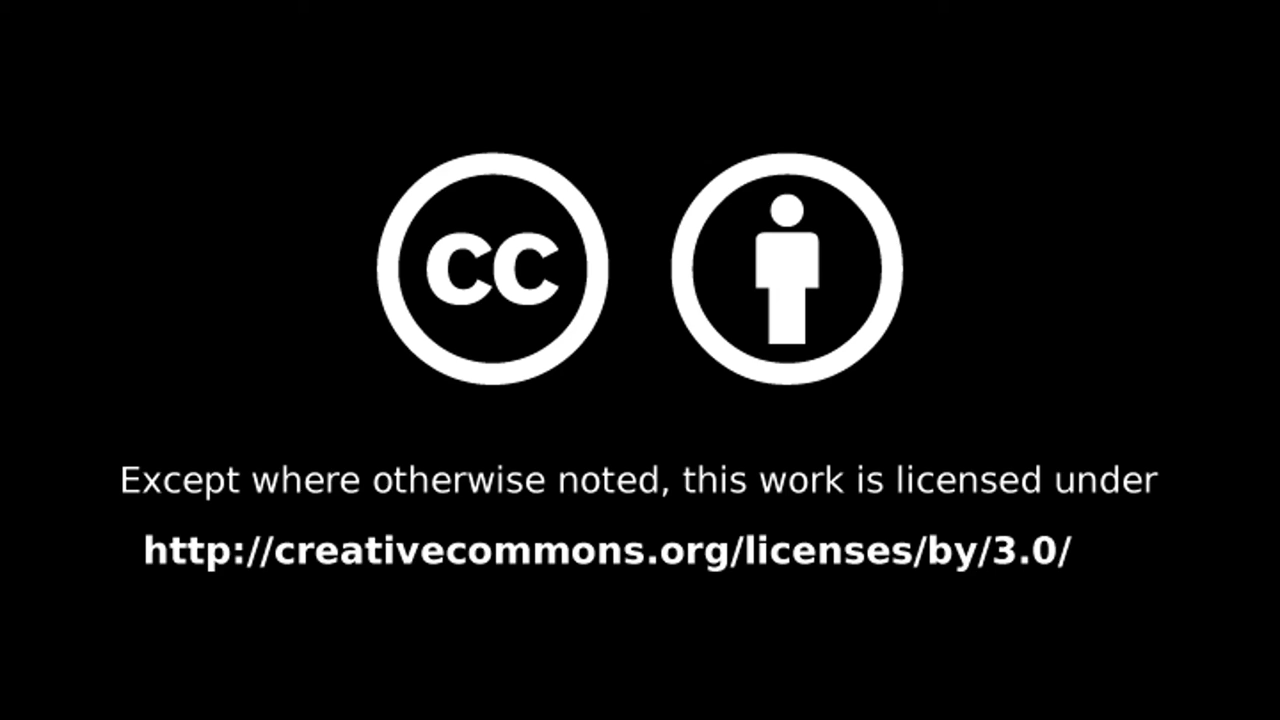 cc
Except where otherwise noted, this work is licensed under
http://creativecommons.org/licenses/by/3.0/